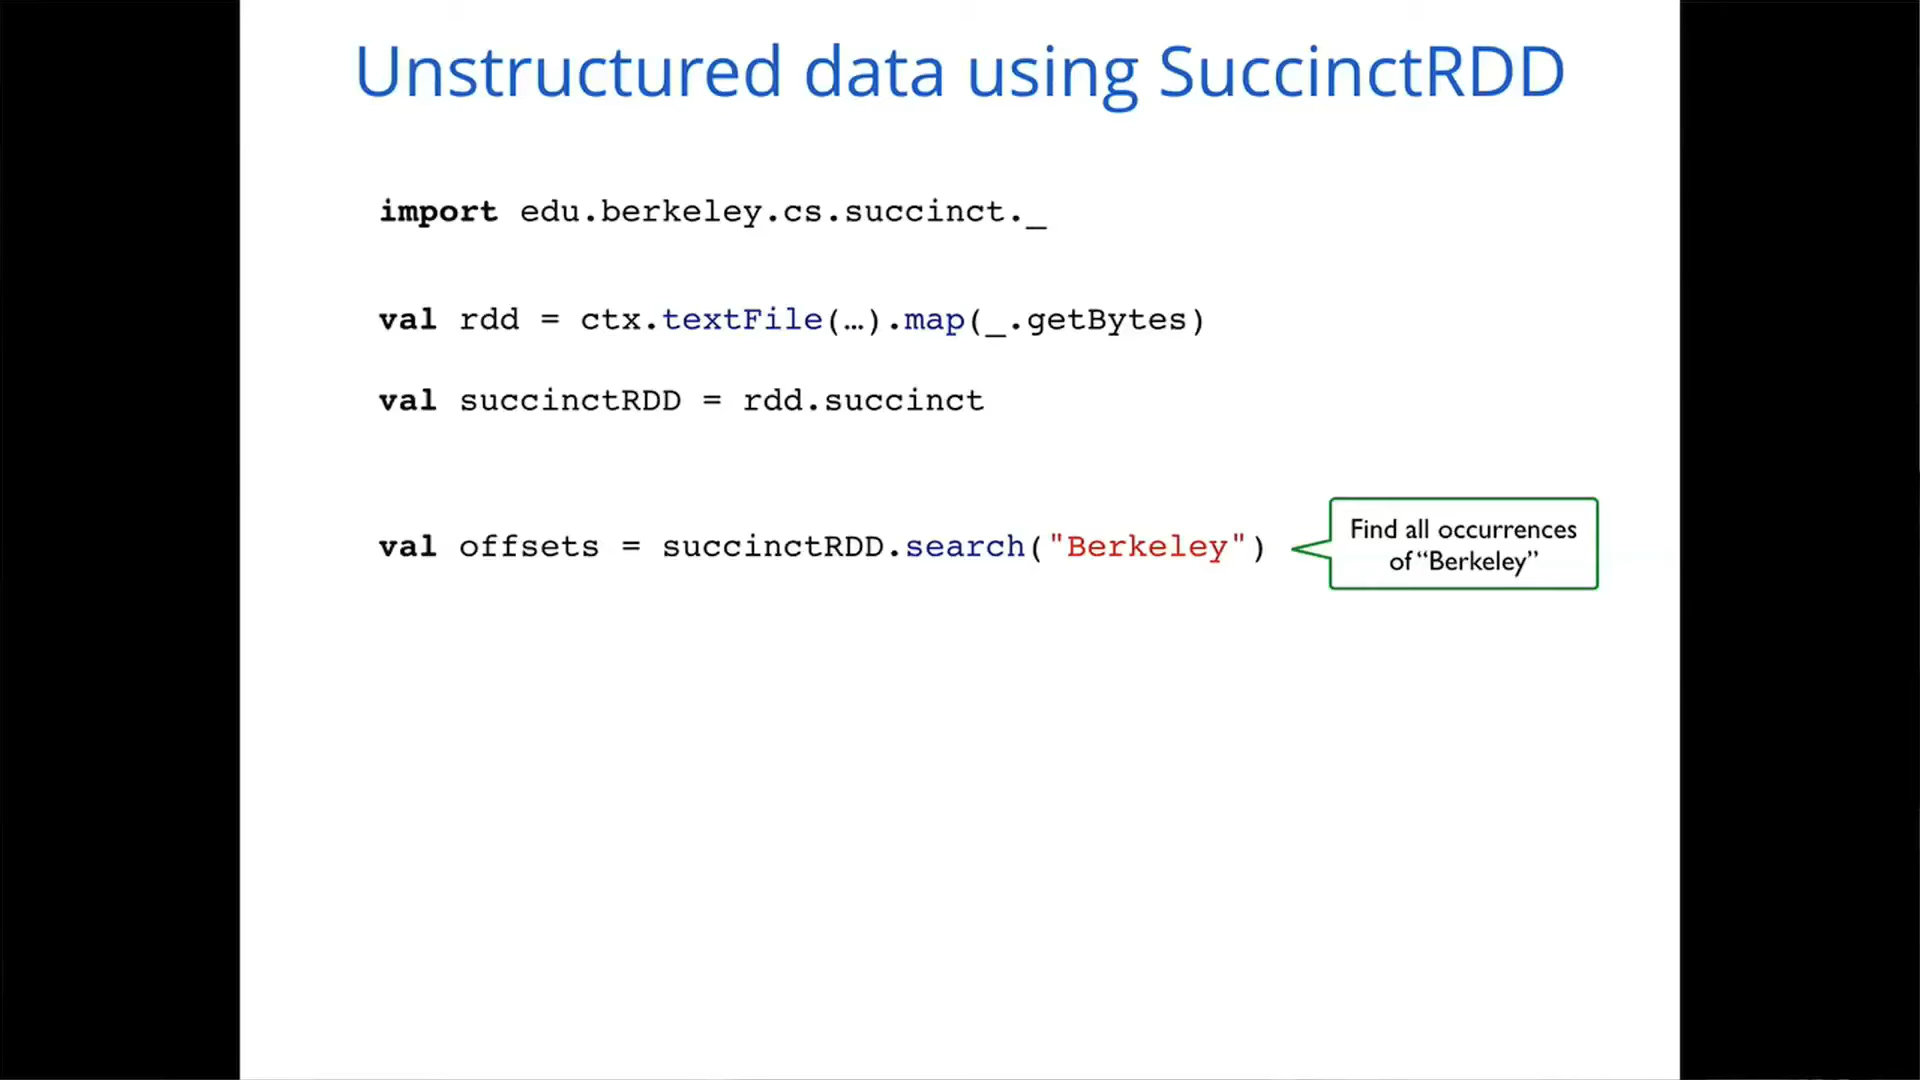 Unstructured data using SuccinctRDD
import edu.berkeley.cs.succinct._
val rdd = ctx.textFile(…).map(_.getBytes)
val succinctRDD = rdd.succinct
val offsets = succinctRDD.search("Berkeley")
Find all occurrences
of “Berkeley”